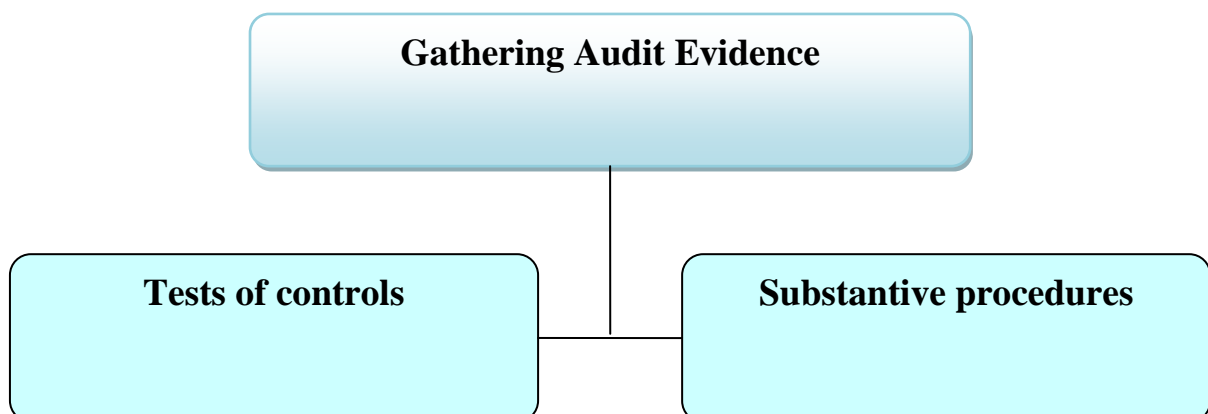 Gathering Audit Evidence
Tests of controls
Substantive procedures